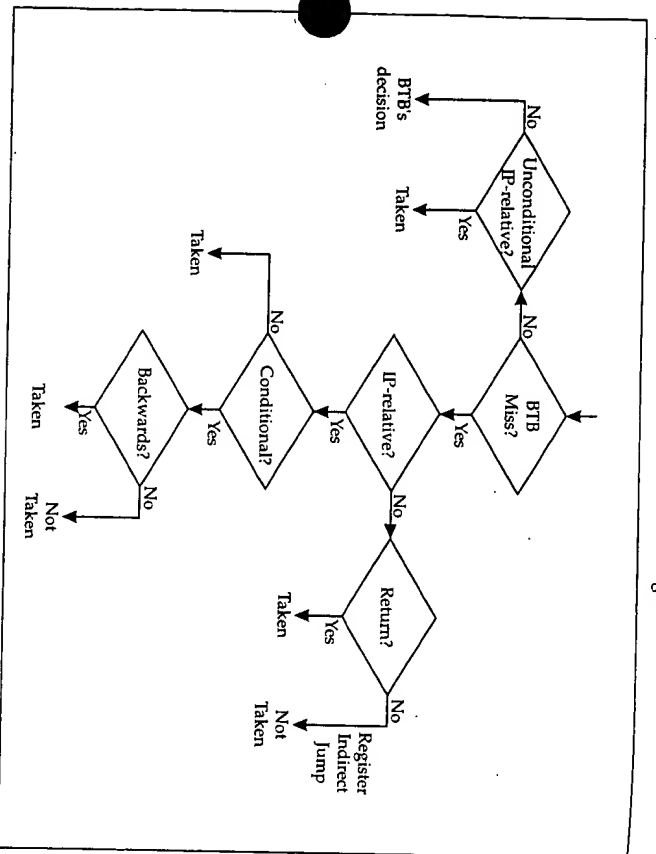 BTB
Miss?
No
Yes
Unconditional
IP-relative?
No
Yes
BTB's
decision
Taken
IP-relative?
No
Yes
Return?
No
Yes
Taken
Not
Taken
Register
Indirect
Jump
Conditional?
No
Yes
Taken
Backwards?
No
Yes
Taken
Not
Taken